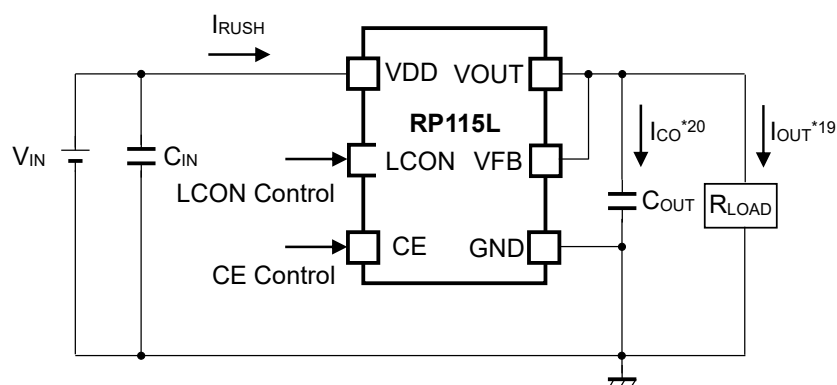 IRUSH
VDD VOUT
RP115L
ICO*20 IOUT*19
VIN CIN LCON VFB
LCON Control
COUT RLOAD
CE GND
CE Control